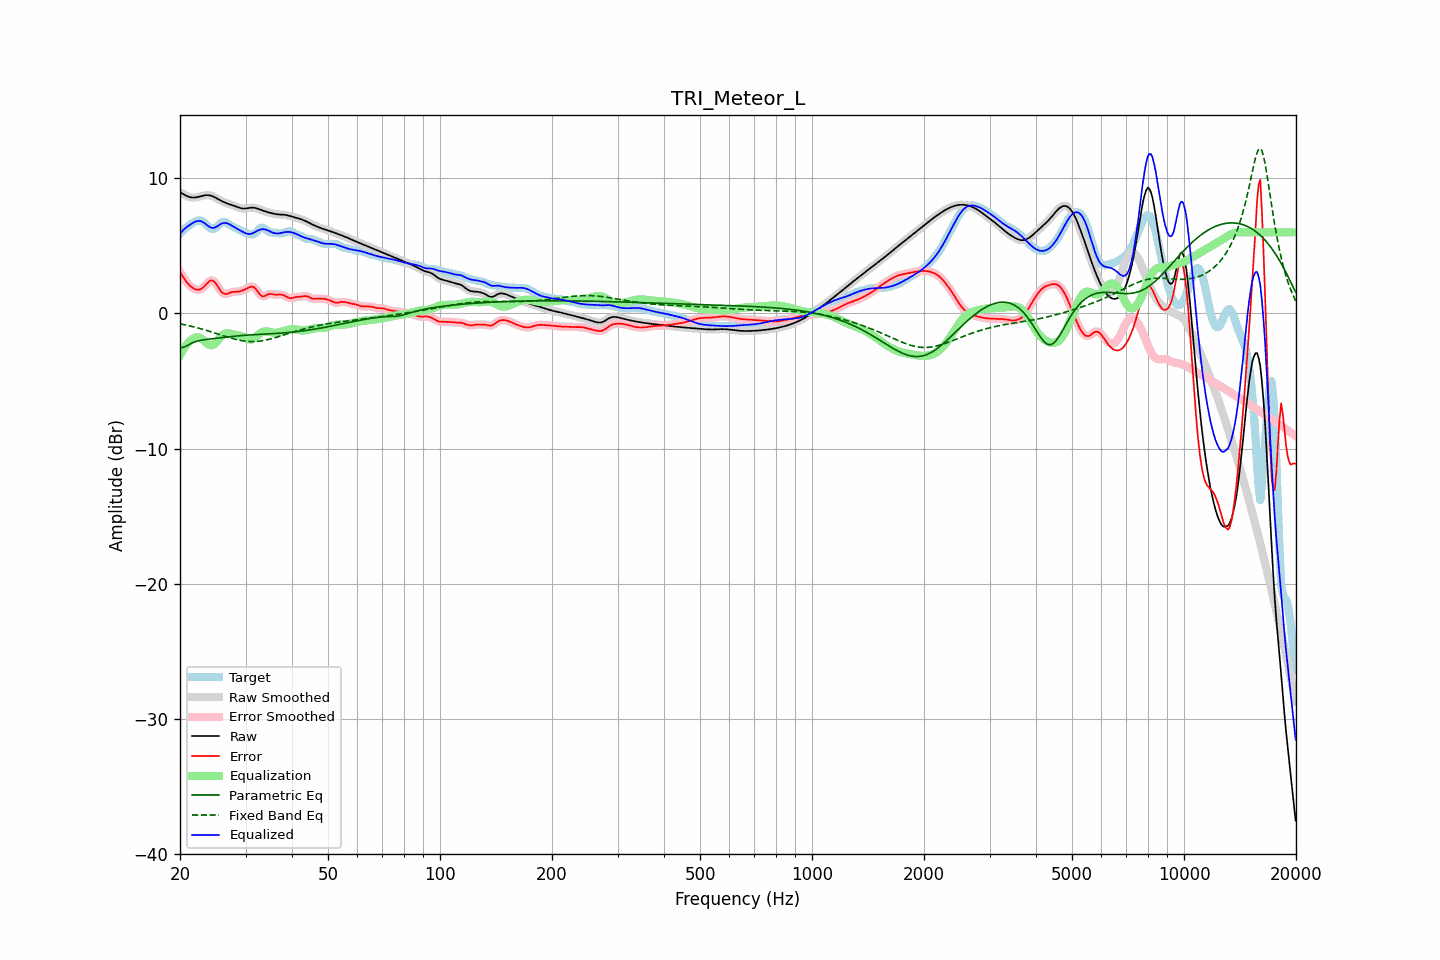 TRI_Meteor_L
10
0
−10
−20
−30
−40
Amplitude (dBr)
Target
Raw Smoothed
Error Smoothed
Raw
Error
Equalization
Parametric Eq
Fixed Band Eq
Equalized
20 50 100 200 500 1000 2000 5000 10000 20000
Frequency (Hz)